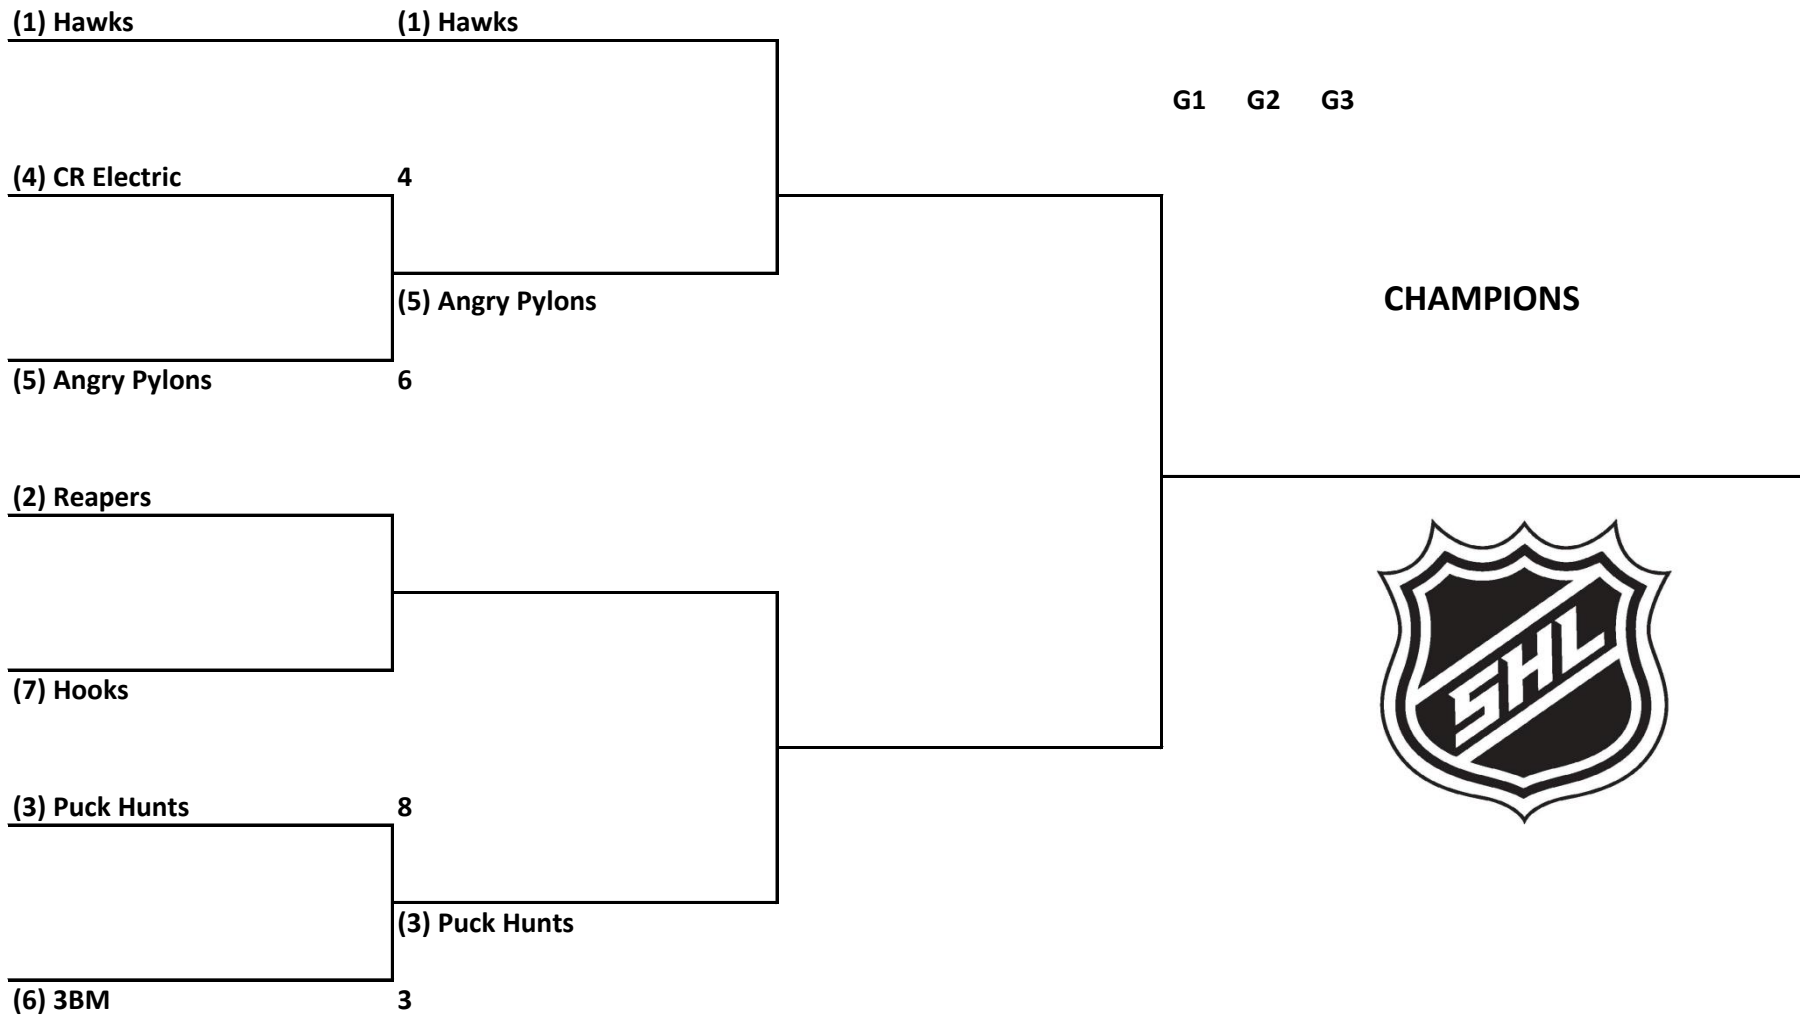 (1) Hawks (1) Hawks
G1 G2 G3
(4) CR Electric 4
CHAMPIONS
(5) Angry Pylons
(5) Angry Pylons 6
(2) Reapers
SHL
(7) Hooks
(3) Puck Hunts 8
(3) Puck Hunts
(6) 3BM 3